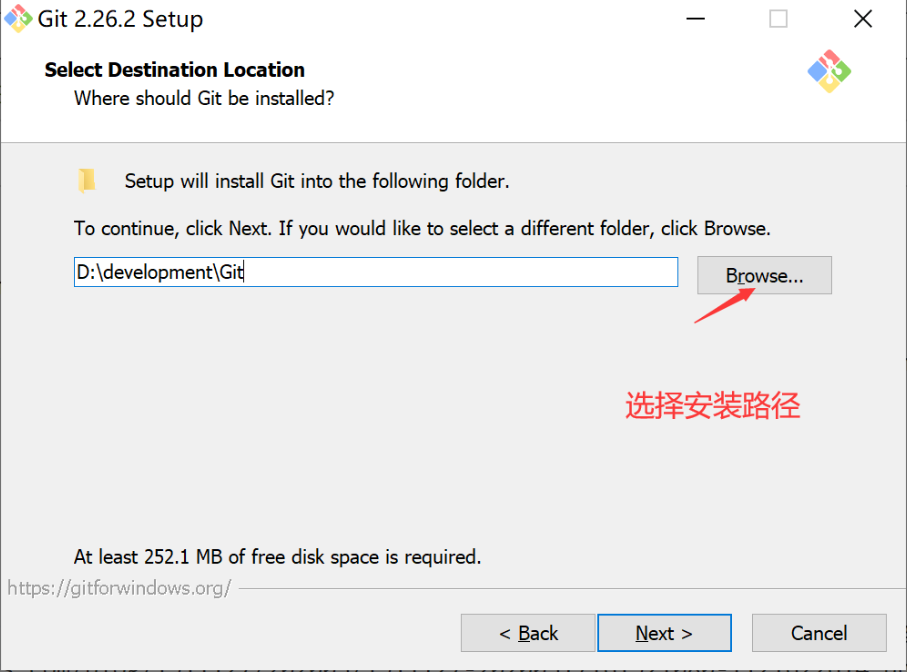 Git 2.26.2 Setup
Select Destination Location
Where should Git be installed?
Setup will install Git into the following folder.
To continue, click Next. If you would like to select a different folder, click Browse.
D:\development\Git
Browse...
选择安装路径
At least 252.1 MB of free disk space is required.
https://gitforwindows.org/
< Back
Next >
Cancel